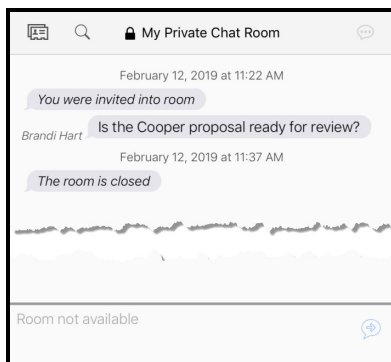 My Private Chat Room
February 12, 2019 at 11:22 AM
You were invited into room
Brandi Hart Is the Cooper proposal ready for review?
February 12, 2019 at 11:37 AM
The room is closed
Room not available